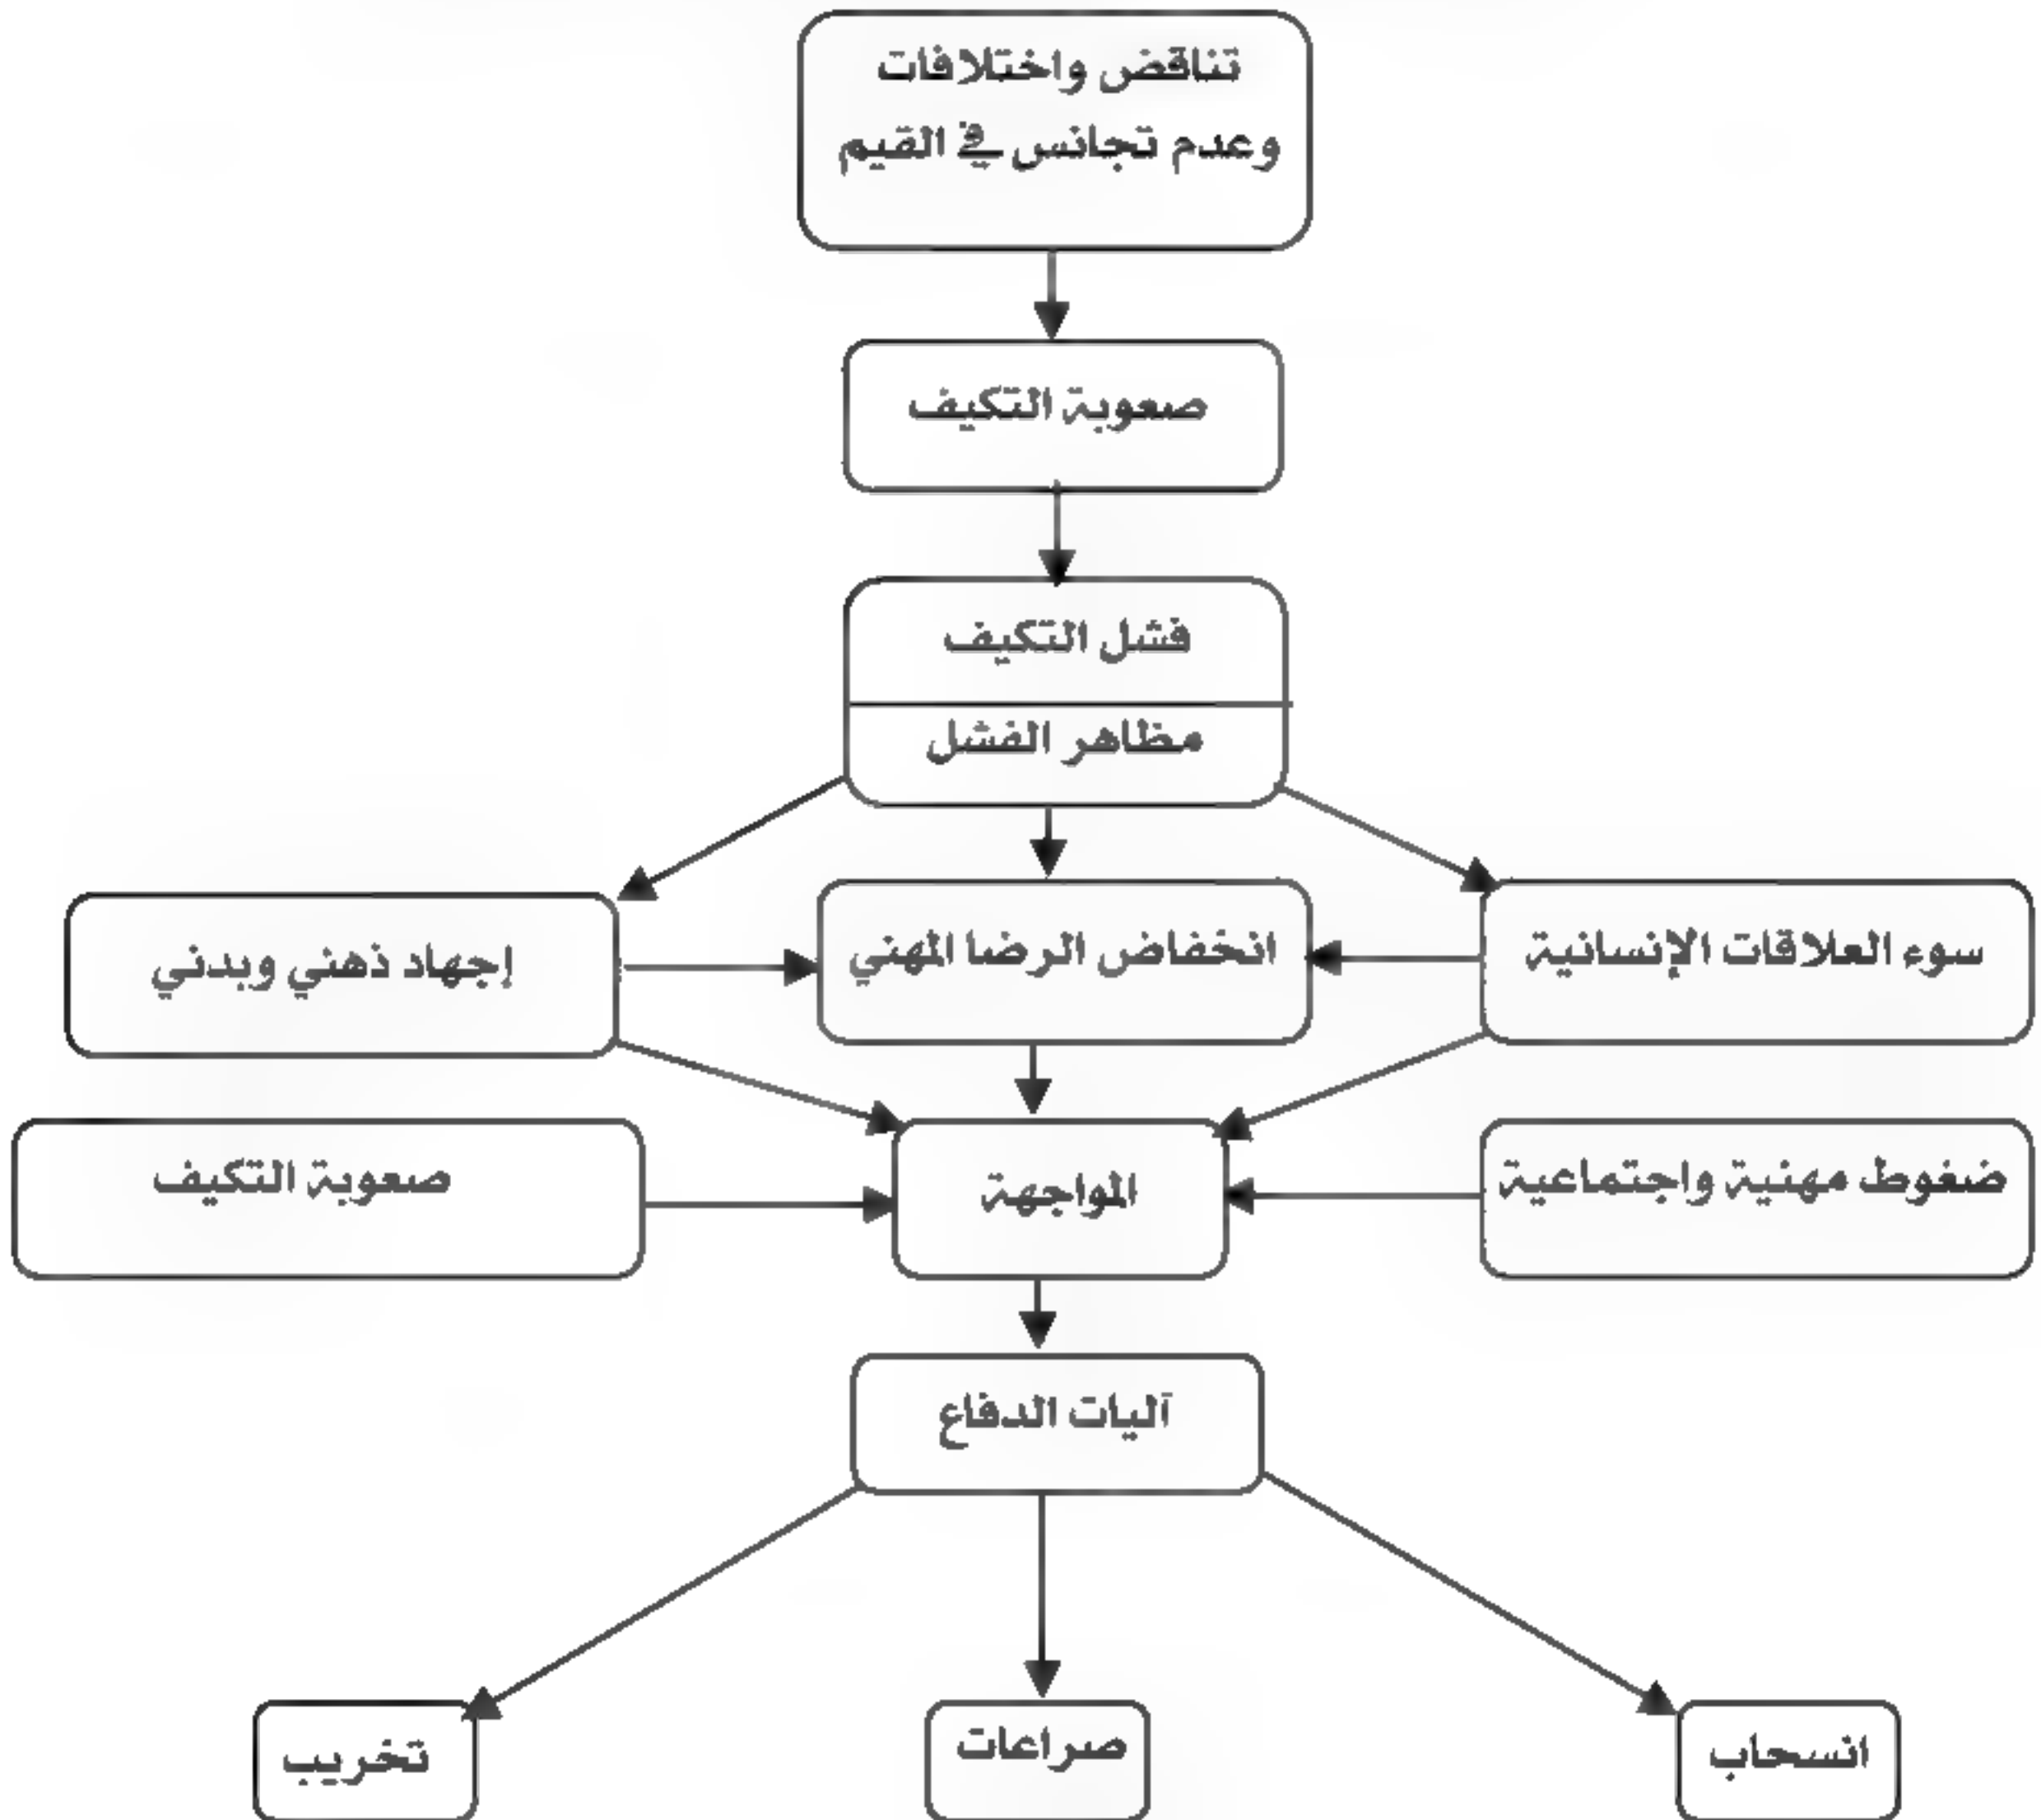 تناقض واختلافات
وعدم تجانس في القيم
صعوبة التكيف
فشل التكيف
مظاهر الفشل
سوء العلاقات الإنسانية
انخفاض الرضا المهني
إجهاد ذهني وبدني
ضغوط مهنية واجتماعية
المواجهة
صعوبة التكيف
آليات الدفاع
انسحاب
صراعات
تخريب